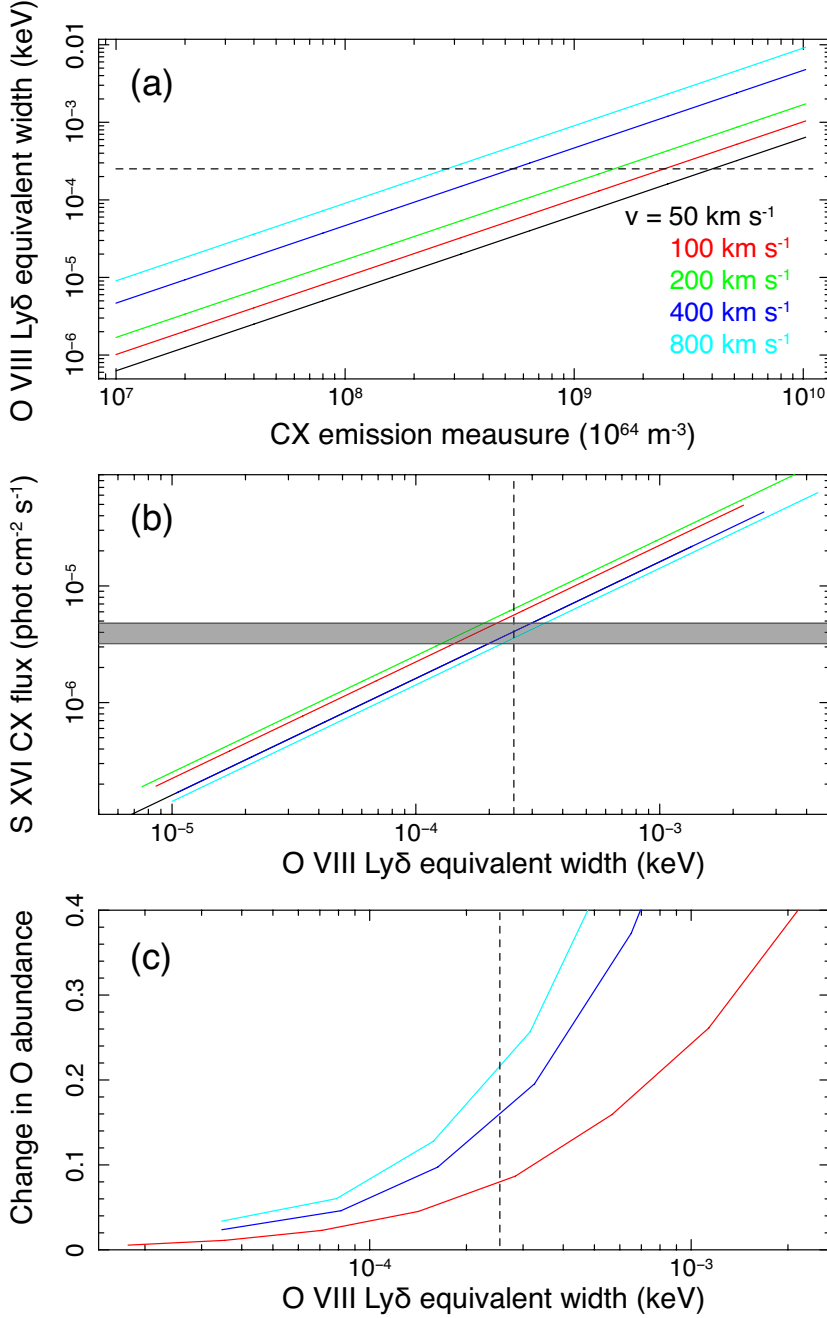 (a)
O VIII Lyδ equivalent width (keV)
0.01
10⁻³
10⁻⁴
10⁻⁵
10⁻⁶
v = 50 km s⁻¹
100 km s⁻¹
200 km s⁻¹
400 km s⁻¹
800 km s⁻¹
10⁷ 10⁸ 10⁹ 10¹⁰
CX emission meausure (10⁶⁴ m⁻³)
(b)
S XVI CX flux (phot cm⁻² s⁻¹)
10⁻⁵
10⁻⁶
10⁻⁵ 10⁻⁴ 10⁻³
O VIII Lyδ equivalent width (keV)
(c)
Change in O abundance
0.4
0.3
0.2
0.1
0
10⁻⁴ 10⁻³
O VIII Lyδ equivalent width (keV)